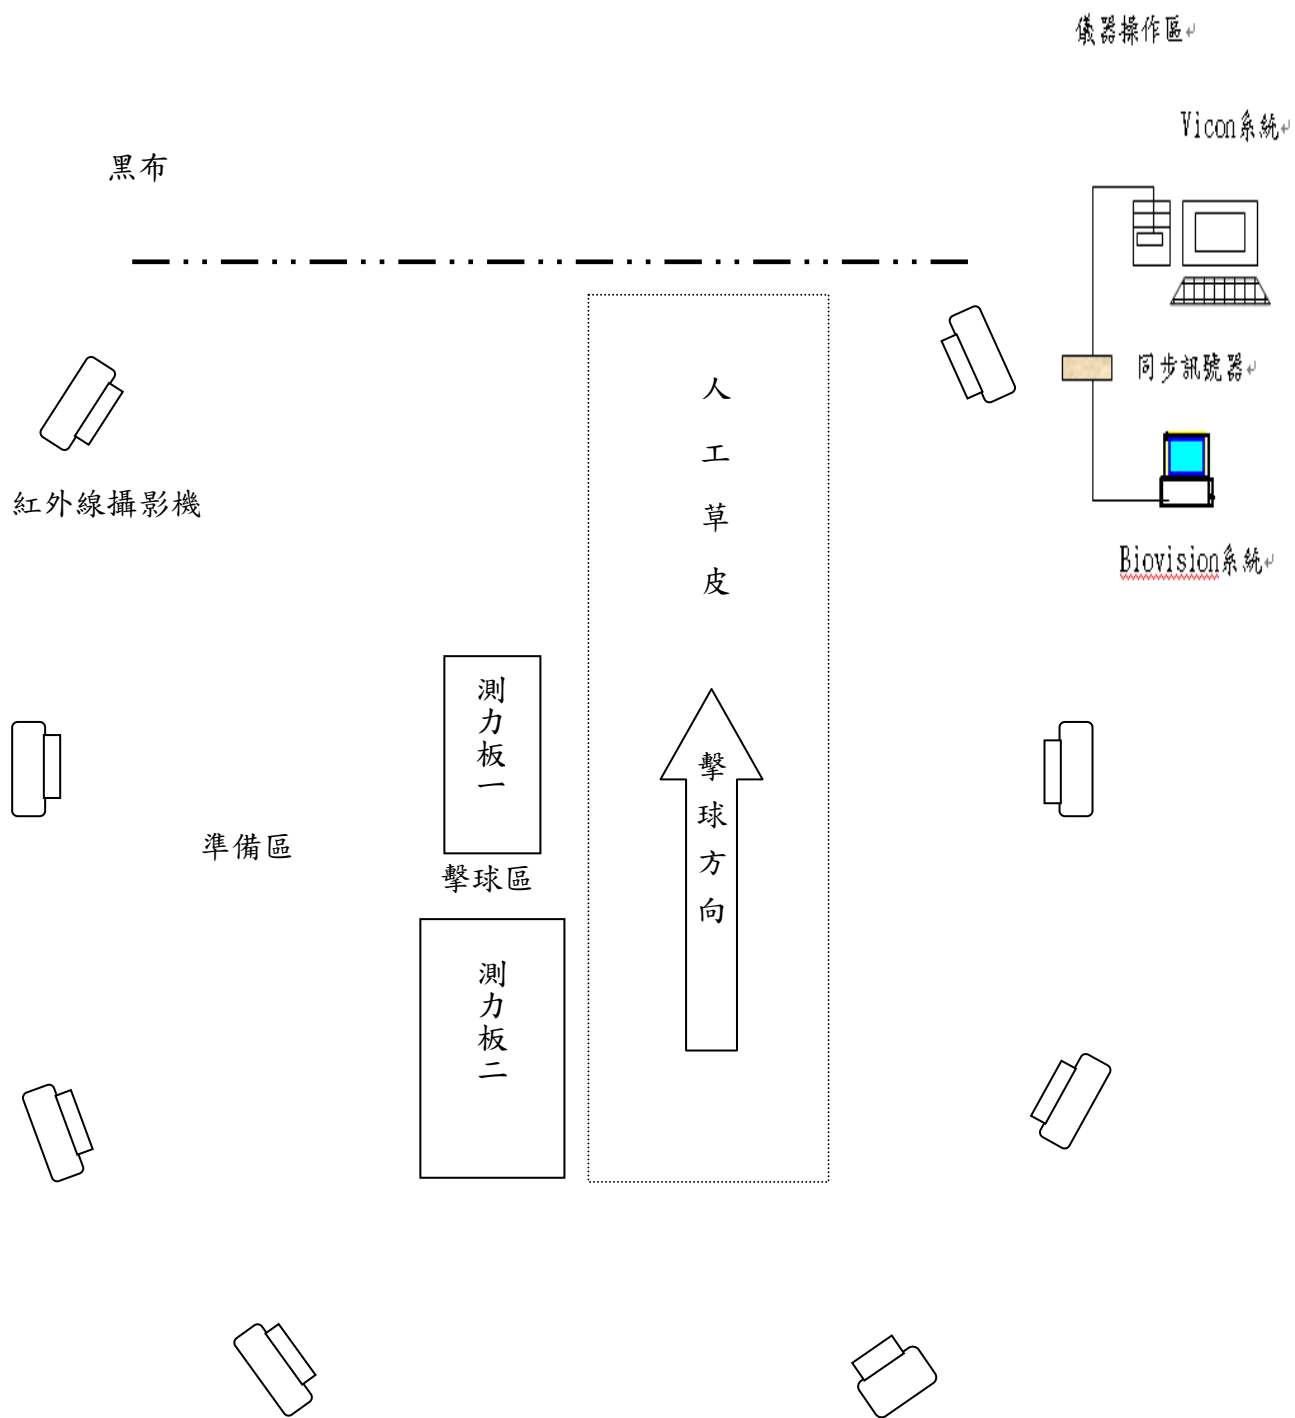 儀器操作區
Vicon系統
黑布
同步訊號器
人工草皮
紅外線攝影機
Biovision系統
測力板一
擊球方向
準備區
擊球區
測力板二